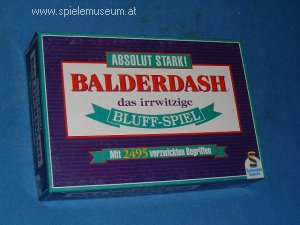 www.spielemuseum.at
ABSOLUT STARK!
BALDERDASH
das irrwitzige
BLUFF-SPIEL
Mit 2495 verzwickten Begriffen